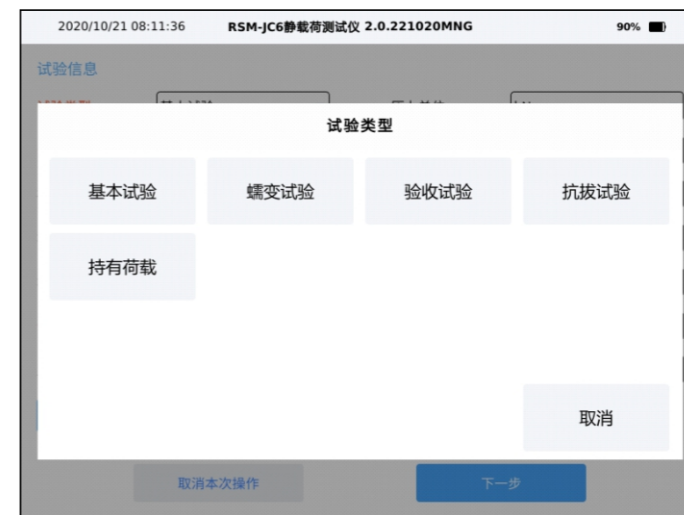 2020/10/21 08:11:36 RSM-JC6静载荷测试仪 2.0.221020MNG 90%
试验信息
试验类型
基本试验 蠕变试验 验收试验 抗拔试验
持有荷载
取消
取消本次操作 下一步